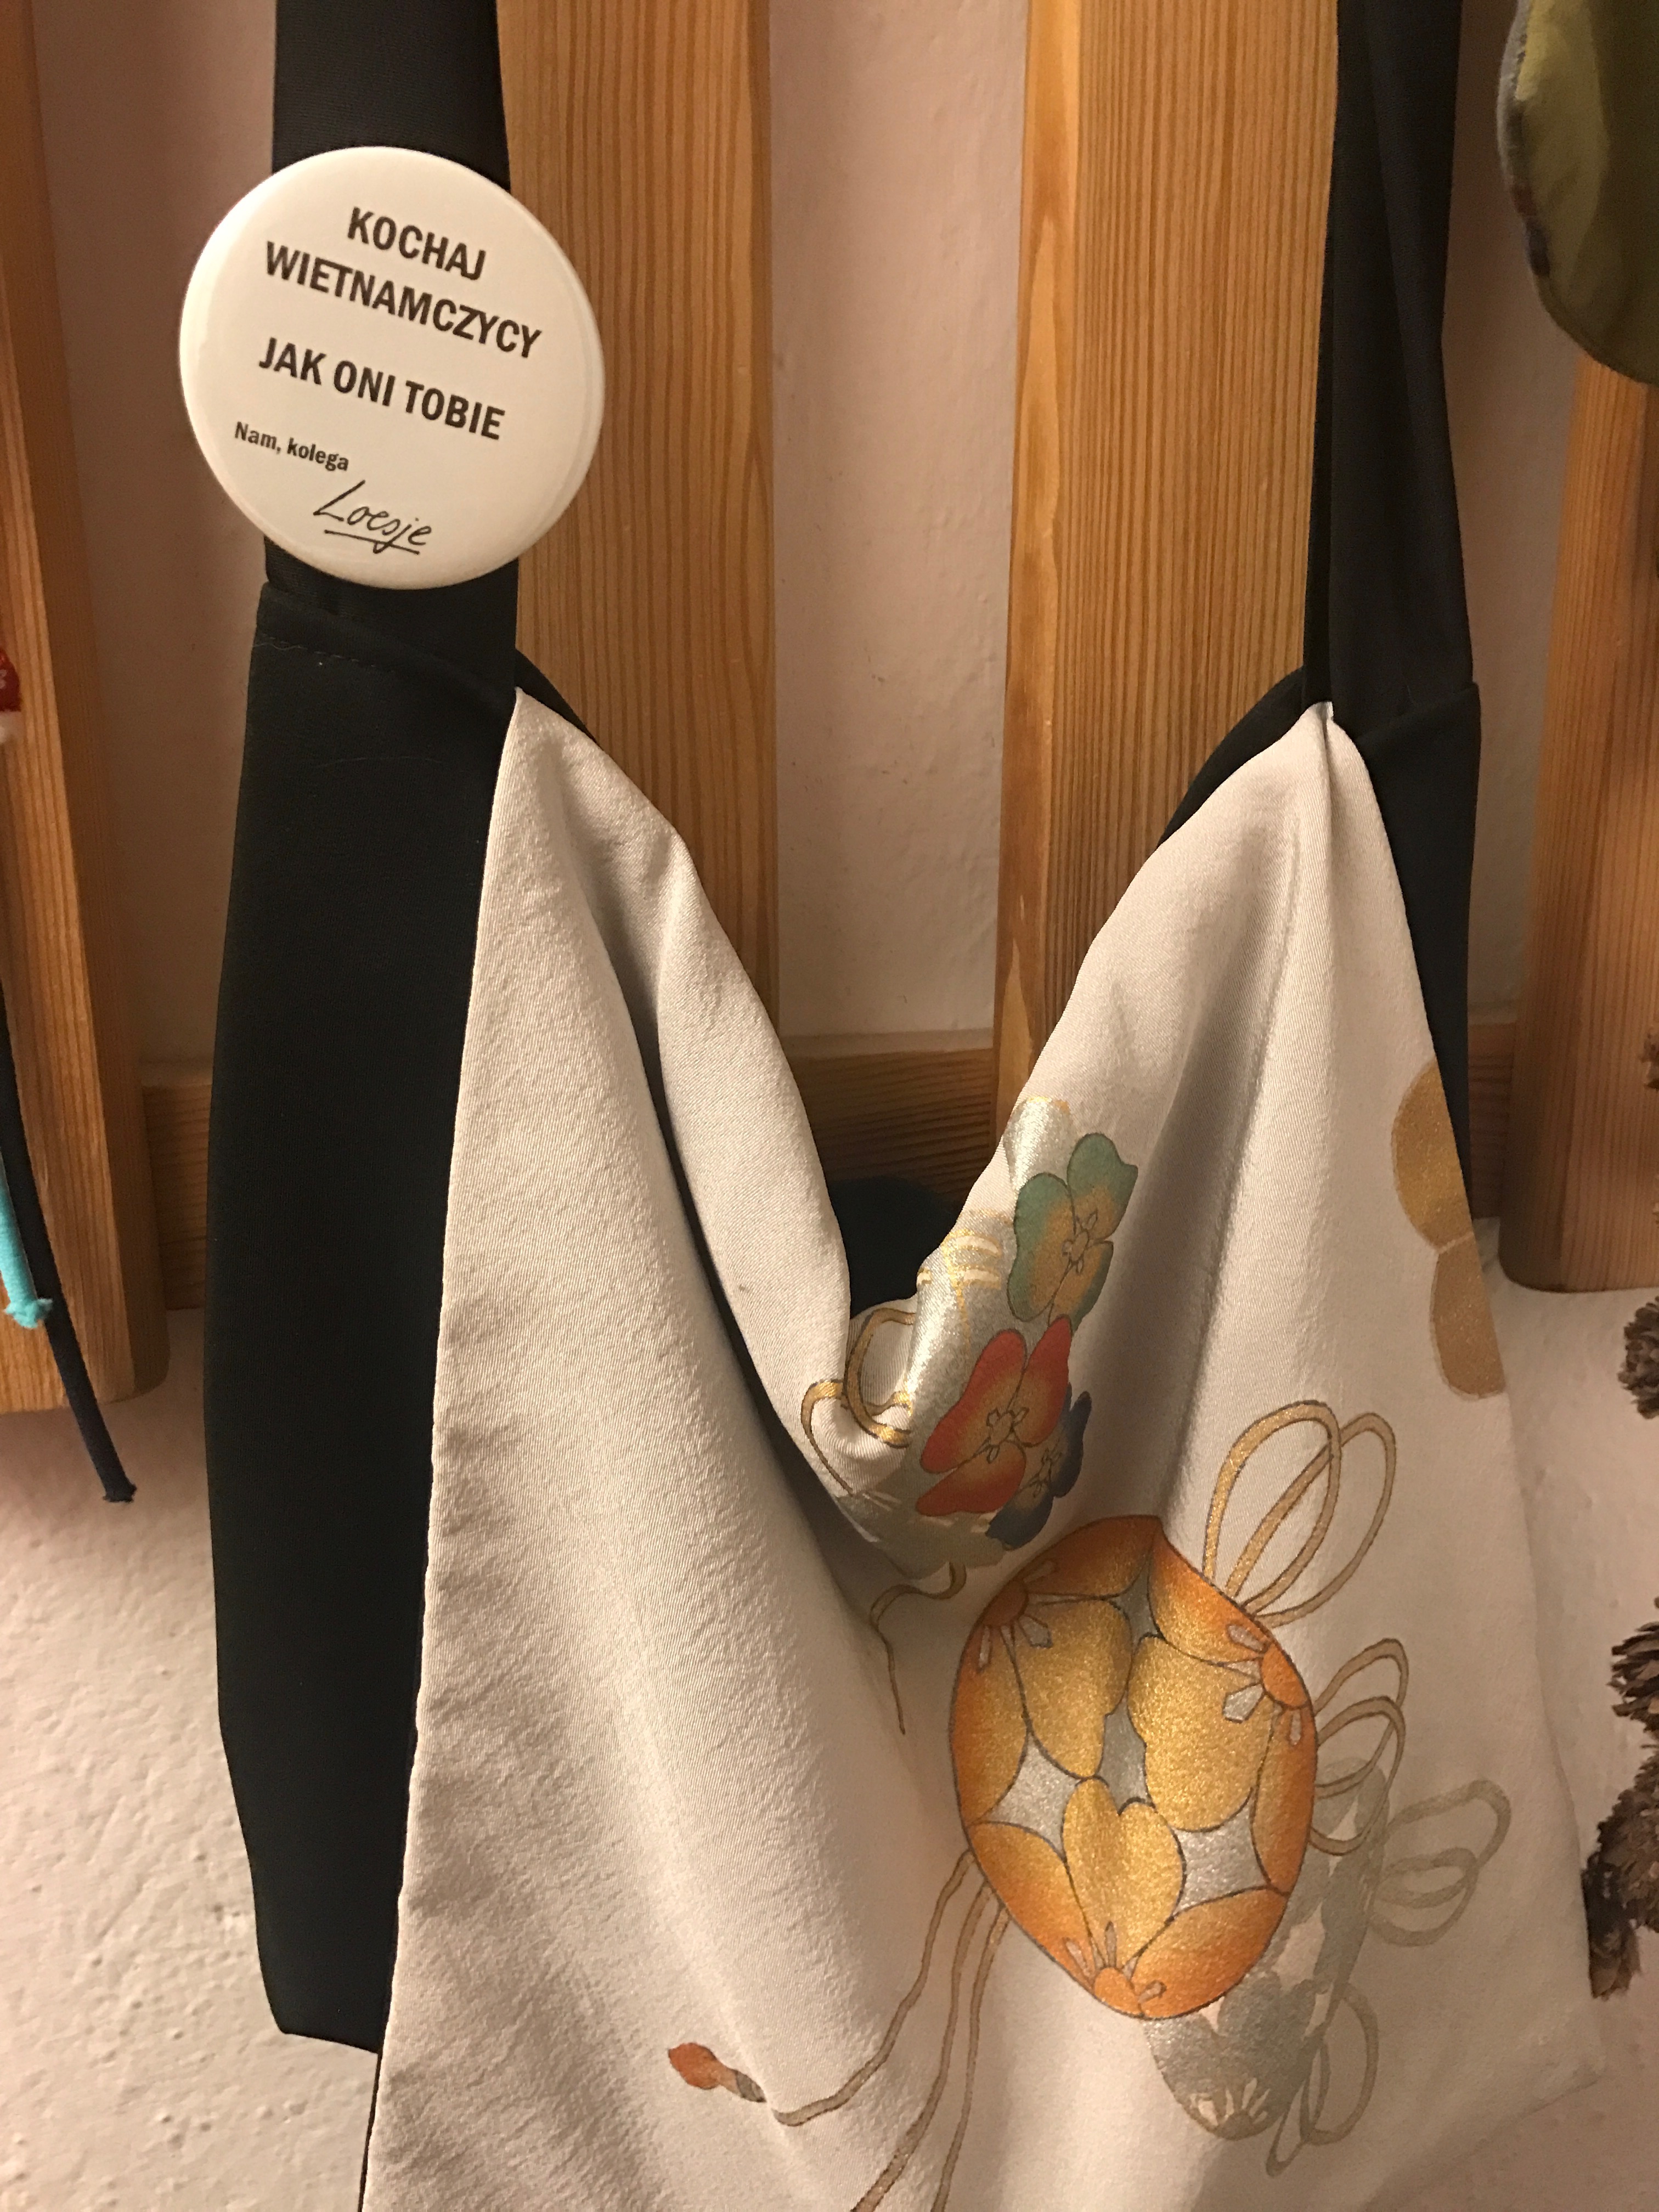 KOCHAJ
WIETNAMCZYCY
JAK ONI TOBIE
Nam, kolega
Loesje